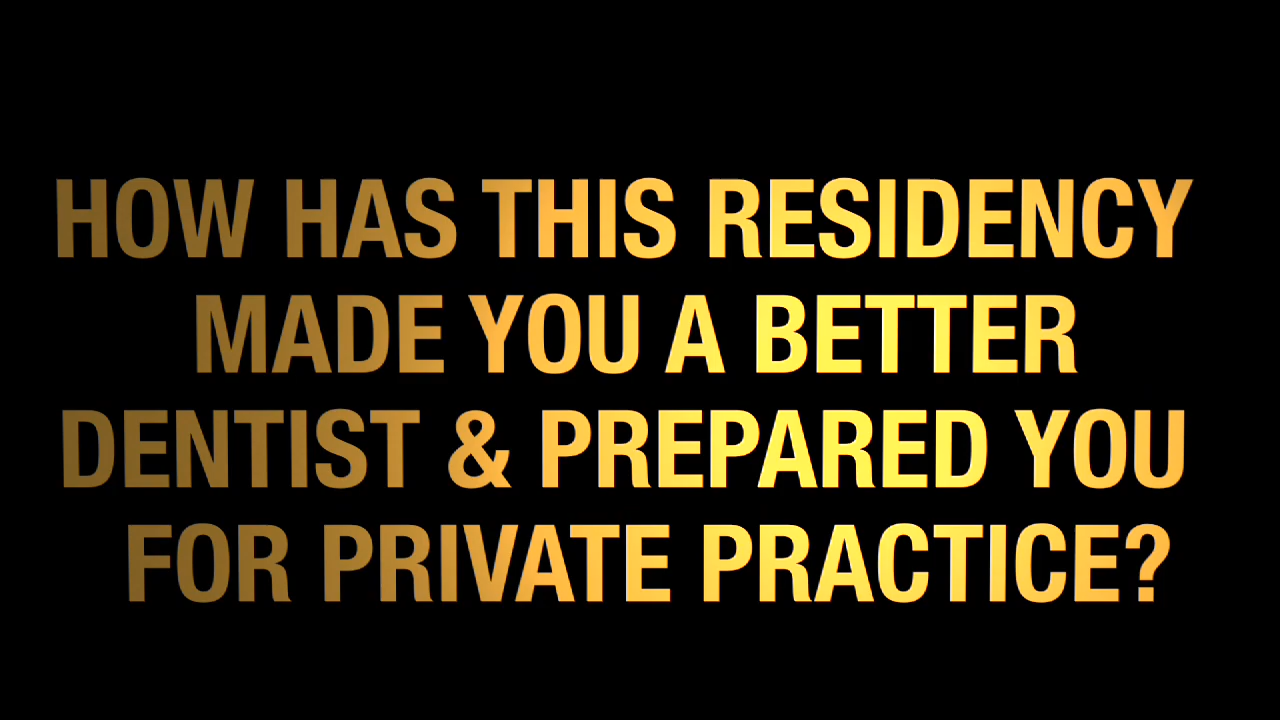 HOW HAS THIS RESIDENCY
MADE YOU A BETTER
DENTIST & PREPARED YOU
FOR PRIVATE PRACTICE?